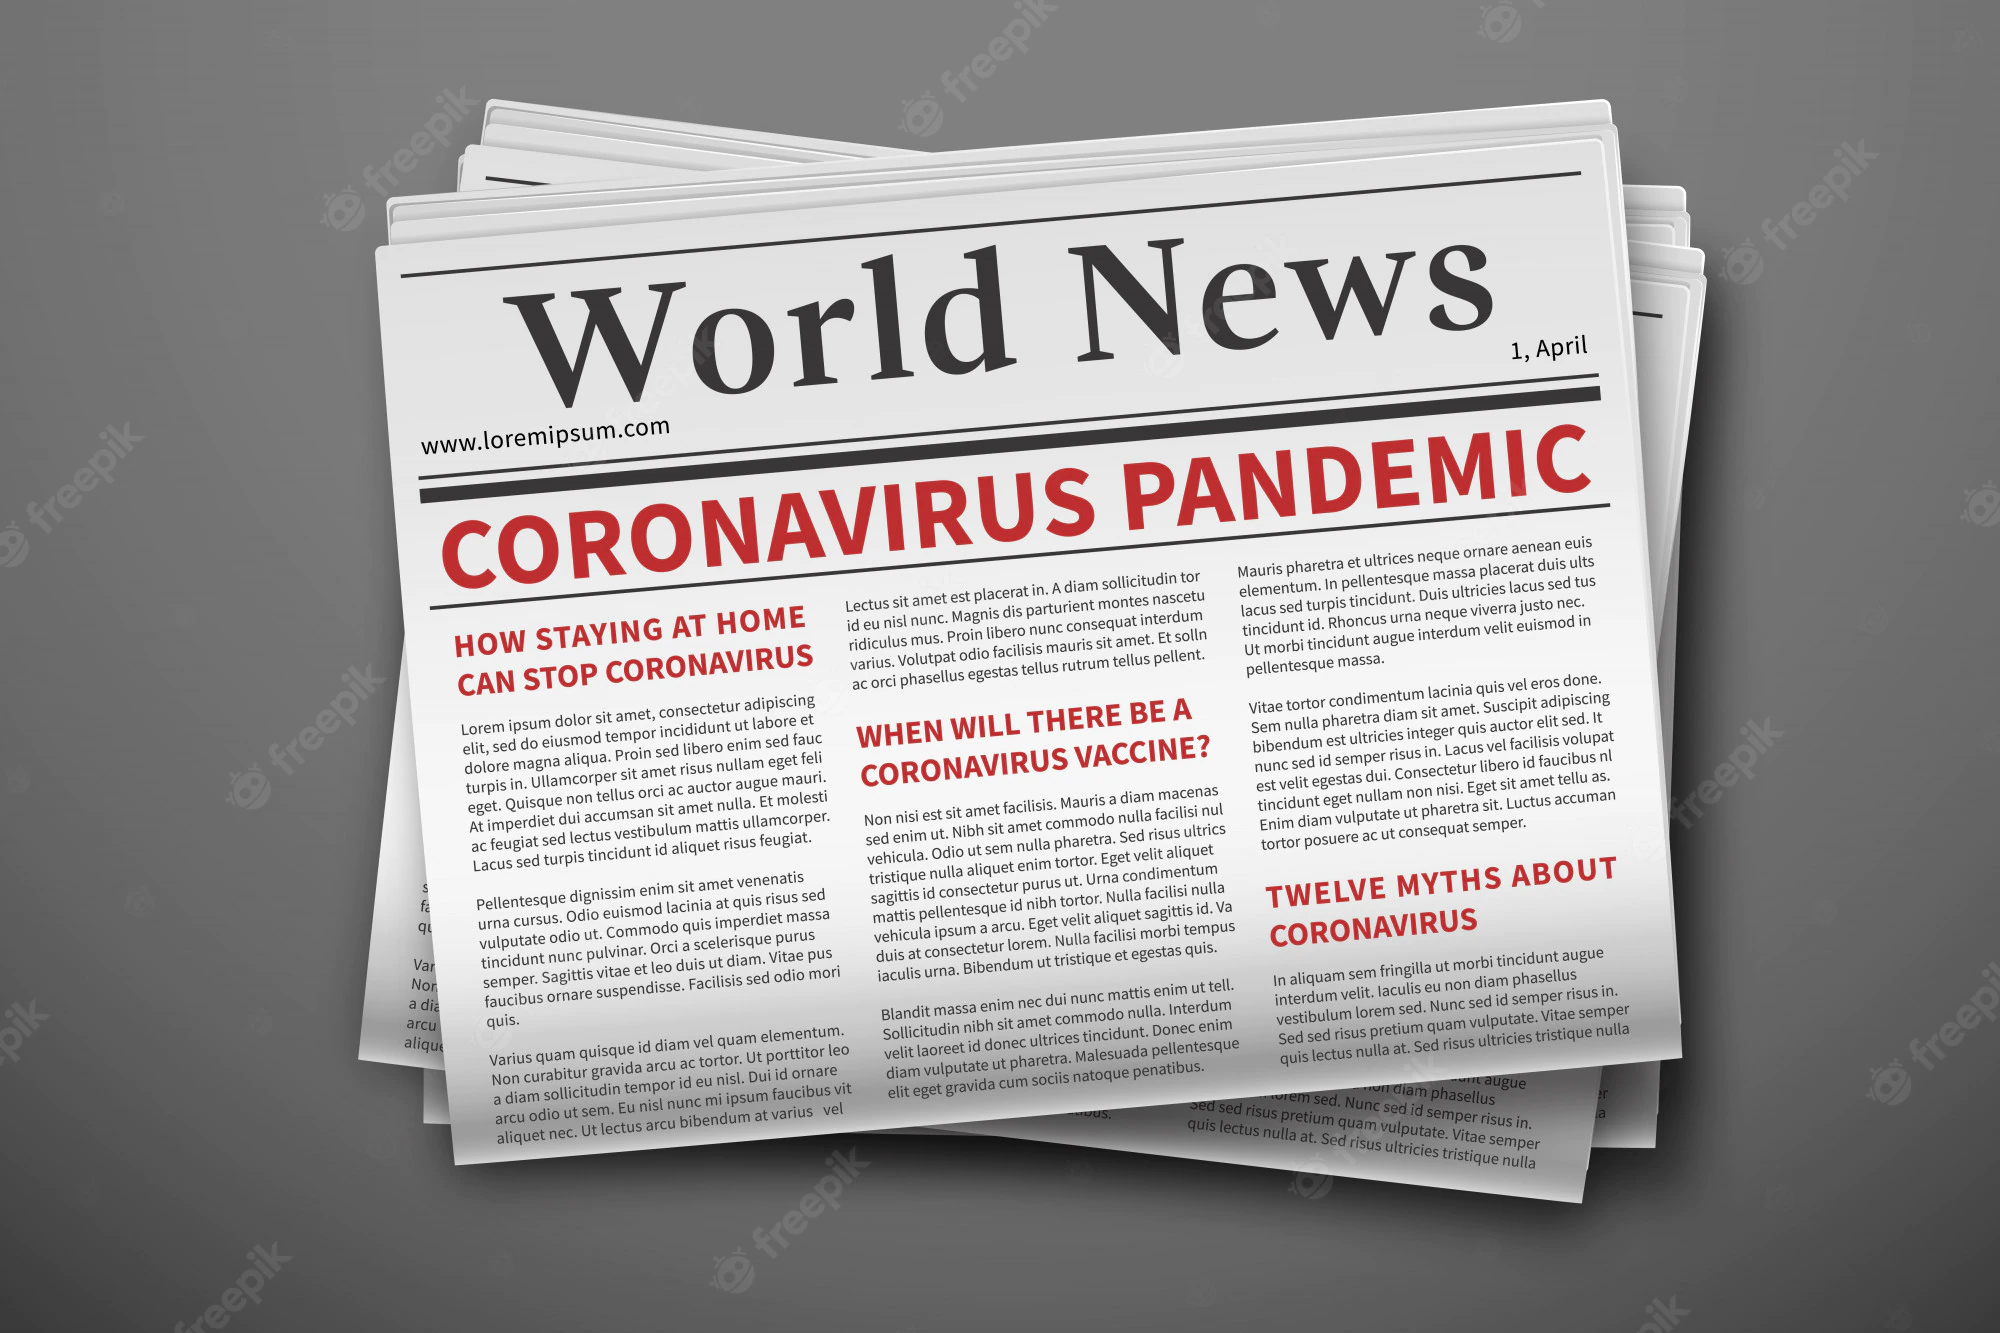 World News
1, April
www.loremipsum.com
CORONAVIRUS PANDEMIC
HOW STAYING AT HOME
CAN STOP CORONAVIRUS
Lorem ipsum dolor sit amet, consectetur adipiscing
elit, sed do eiusmod tempor incididunt ut labore et
dolore magna aliqua. Proin sed libero enim sed fauc
turpis in. Ullamcorper sit amet risus nullam eget feli
eget. Quisque non tellus orci ac auctor augue mauri.
At imperdiet dui accumsan sit amet nulla. Et molesti
ac feugiat sed lectus vestibulum mattis ullamcorper.
Lacus sed turpis tincidunt id aliquet risus feugiat.
Pellentesque dignissim enim sit amet venenatis
urna cursus. Odio euismod lacinia at quis risus sed
vulputate odio ut. Commodo quis imperdiet massa
tincidunt nunc pulvinar. Orci a scelerisque purus
semper. Sagittis vitae et leo duis ut diam. Vitae pus
faucibus ornare suspendisse. Facilisis sed odio mori
quis.
Varius quam quisque id diam vel quam elementum.
Non curabitur gravida arcu ac tortor. Ut porttitor leo
a diam sollicitudin tempor id eu nisl. Dui id ornare
arcu odio ut sem. Eu nisl nunc mi ipsum faucibus vit
aliquet nec. Ut lectus arcu bibendum at varius vel
Lectus sit amet est placerat in. A diam sollicitudin tor
id eu nisl nunc. Magnis dis parturient montes nascetu
ridiculus mus. Proin libero nunc consequat interdum
varius. Volutpat odio facilisis mauris sit amet. Et solln
ac orci phasellus egestas tellus rutrum tellus pellent.
WHEN WILL THERE BE A
CORONAVIRUS VACCINE?
Non nisi est sit amet facilisis. Mauris a diam macenas
sed enim ut. Nibh sit amet commodo nulla facilisi nul
vehicula. Odio ut sem nulla pharetra. Sed risus ultrics
tristique nulla aliquet enim tortor. Eget velit aliquet
sagittis id consectetur purus ut. Urna condimentum
mattis pellentesque id nibh tortor. Nulla facilisi nulla
vehicula ipsum a arcu. Eget velit aliquet sagittis id. Va
duis at consectetur lorem. Nulla facilisi morbi tempus
iaculis urna. Bibendum ut tristique et egestas quis.
Blandit massa enim nec dui nunc mattis enim ut tell.
Sollicitudin nibh sit amet commodo nulla. Interdum
velit laoreet id donec ultrices tincidunt. Donec enim
diam vulputate ut pharetra. Malesuada pellentesque
elit eget gravida cum sociis natoque penatibus.
Mauris pharetra et ultrices neque ornare aenean euis
elementum. In pellentesque massa placerat duis ults
lacus sed turpis tincidunt. Duis ultricies lacus sed tus
tincidunt id. Rhoncus urna neque viverra justo nec.
Ut morbi tincidunt augue interdum velit euismod in
pellentesque massa.
Vitae tortor condimentum lacinia quis vel eros done.
Sem nulla pharetra diam sit amet. Suscipit adipiscing
bibendum est ultricies integer quis auctor elit sed. It
nunc sed id semper risus in. Lacus vel facilisis volupat
est velit egestas dui. Consectetur libero id faucibus nl
tincidunt eget nullam non nisi. Eget sit amet tellu as.
Enim diam vulputate ut pharetra sit. Luctus accuman
tortor posuere ac ut consequat semper.
TWELVE MYTHS ABOUT
CORONAVIRUS
In aliquam sem fringilla ut morbi tincidunt augue
interdum velit. Iaculis eu non diam phasellus
vestibulum lorem sed. Nunc sed id semper risus in.
Sed sed risus pretium quam vulputate. Vitae semper
quis lectus nulla at. Sed risus ultricies tristique nulla
augue
non diam phasellus
lorem sed. Nunc sed id semper risus in.
Sed sed risus pretium quam vulputate. Vitae semper
quis lectus nulla at. Sed risus ultricies tristique nulla
a dia
arcu
alique
freepik
freepik
freepik
freepik
freepik
freepik
freepik
freepik
freepik
freepik